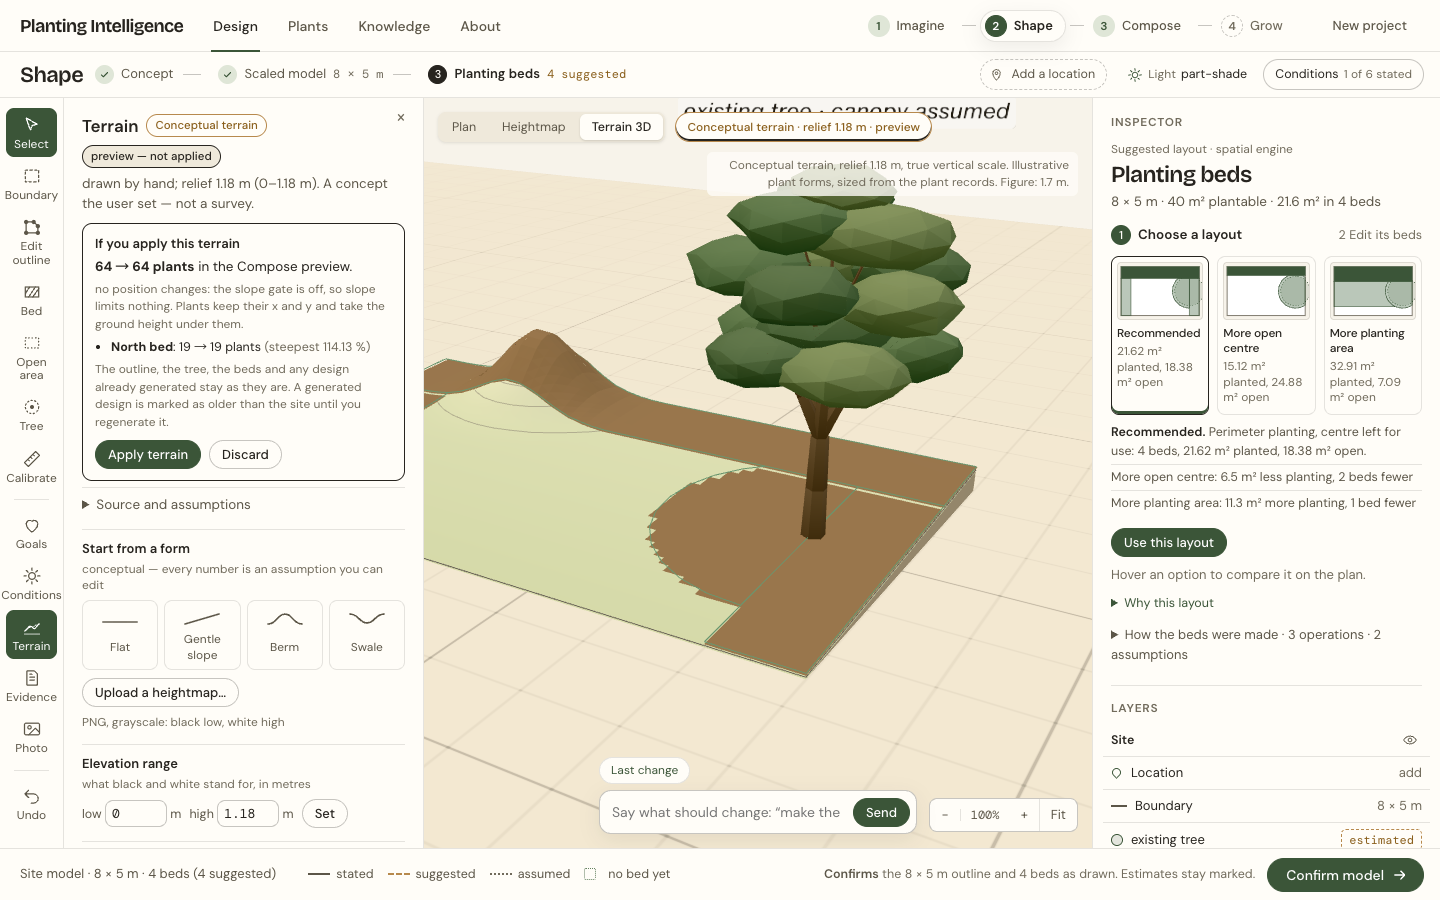 Planting Intelligence
Design
Plants
Knowledge
About
1 Imagine
2 Shape
3 Compose
4 Grow
New project
Shape
Concept
Scaled model 8 × 5 m
3 Planting beds 4 suggested
Add a location
Light part-shade
Conditions 1 of 6 stated
Select
Boundary
Edit
outline
Bed
Open
area
Tree
Calibrate
Goals
Conditions
Terrain
Evidence
Photo
Undo
Terrain
Conceptual terrain
×
preview — not applied
drawn by hand; relief 1.18 m (0–1.18 m). A concept
the user set — not a survey.
If you apply this terrain
64 → 64 plants in the Compose preview.
no position changes: the slope gate is off, so slope
limits nothing. Plants keep their x and y and take the
ground height under them.
• North bed: 19 → 19 plants (steepest 114.13 %)
The outline, the tree, the beds and any design
already generated stay as they are. A generated
design is marked as older than the site until you
regenerate it.
Apply terrain
Discard
Source and assumptions
Start from a form
conceptual — every number is an assumption you can
edit
Flat
Gentle
slope
Berm
Swale
Upload a heightmap…
PNG, grayscale: black low, white high
Elevation range
what black and white stand for, in metres
low 0 m high 1.18 m Set
existing tree · canopy assumed
Plan
Heightmap
Terrain 3D
Conceptual terrain · relief 1.18 m · preview
Conceptual terrain, relief 1.18 m, true vertical scale. Illustrative
plant forms, sized from the plant records. Figure: 1.7 m.
Last change
Say what should change: “make the
Send
− 100% + Fit
INSPECTOR
Suggested layout · spatial engine
Planting beds
8 × 5 m · 40 m² plantable · 21.6 m² in 4 beds
1 Choose a layout
2 Edit its beds
Recommended
21.62 m²
planted, 18.38
m² open
More open
centre
15.12 m²
planted, 24.88
m² open
More planting
area
32.91 m²
planted, 7.09
m² open
Recommended. Perimeter planting, centre left for
use: 4 beds, 21.62 m² planted, 18.38 m² open.
More open centre: 6.5 m² less planting, 2 beds fewer
More planting area: 11.3 m² more planting, 1 bed fewer
Use this layout
Hover an option to compare it on the plan.
Why this layout
How the beds were made · 3 operations · 2
assumptions
LAYERS
Site
Location add
Boundary 8 × 5 m
existing tree estimated
Site model · 8 × 5 m · 4 beds (4 suggested)
stated
suggested
assumed
no bed yet
Confirms the 8 × 5 m outline and 4 beds as drawn. Estimates stay marked.
Confirm model →